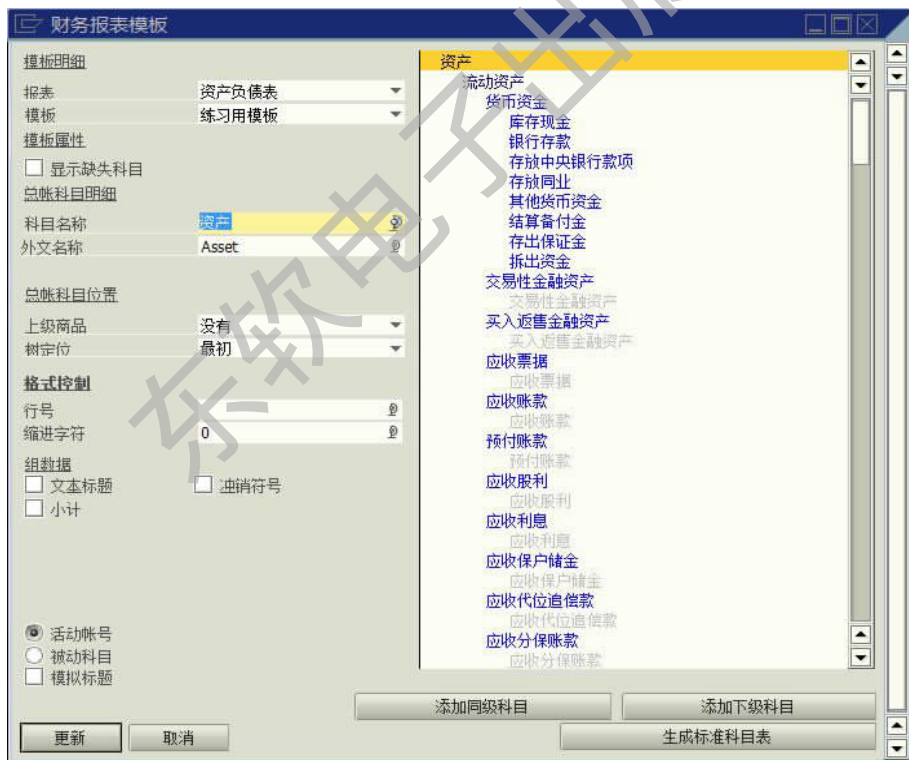 财务报表模板
模板明细
报表 资产负债表
模板 练习用模板
模板属性
显示缺失科目
总帐科目明细
科目名称 资产
外文名称 Asset
总帐科目位置
上级商品 没有
树定位 最初
格式控制
行号
缩进字符 0
组数据
文本标题 冲销符号
小计
活动帐号
被动科目
模拟标题
更新 取消
资产
流动资产
货币资金
库存现金
银行存款
存放中央银行款项
存放同业
其他货币资金
结算备付金
存出保证金
拆出资金
交易性金融资产
交易性金融资产
买入返售金融资产
买入返售金融资产
应收票据
应收票据
应收账款
应收账款
预付账款
预付账款
应收股利
应收股利
应收利息
应收利息
应收保户储金
应收保户储金
应收代位追偿款
应收代位追偿款
应收分保账款
应收分保账款
添加同级科目 添加下级科目
生成标准科目表
东软电子出